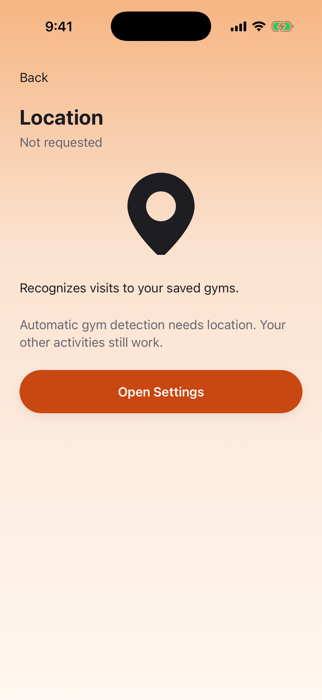 9:41
Back
Location
Not requested
Recognizes visits to your saved gyms.
Automatic gym detection needs location. Your
other activities still work.
Open Settings